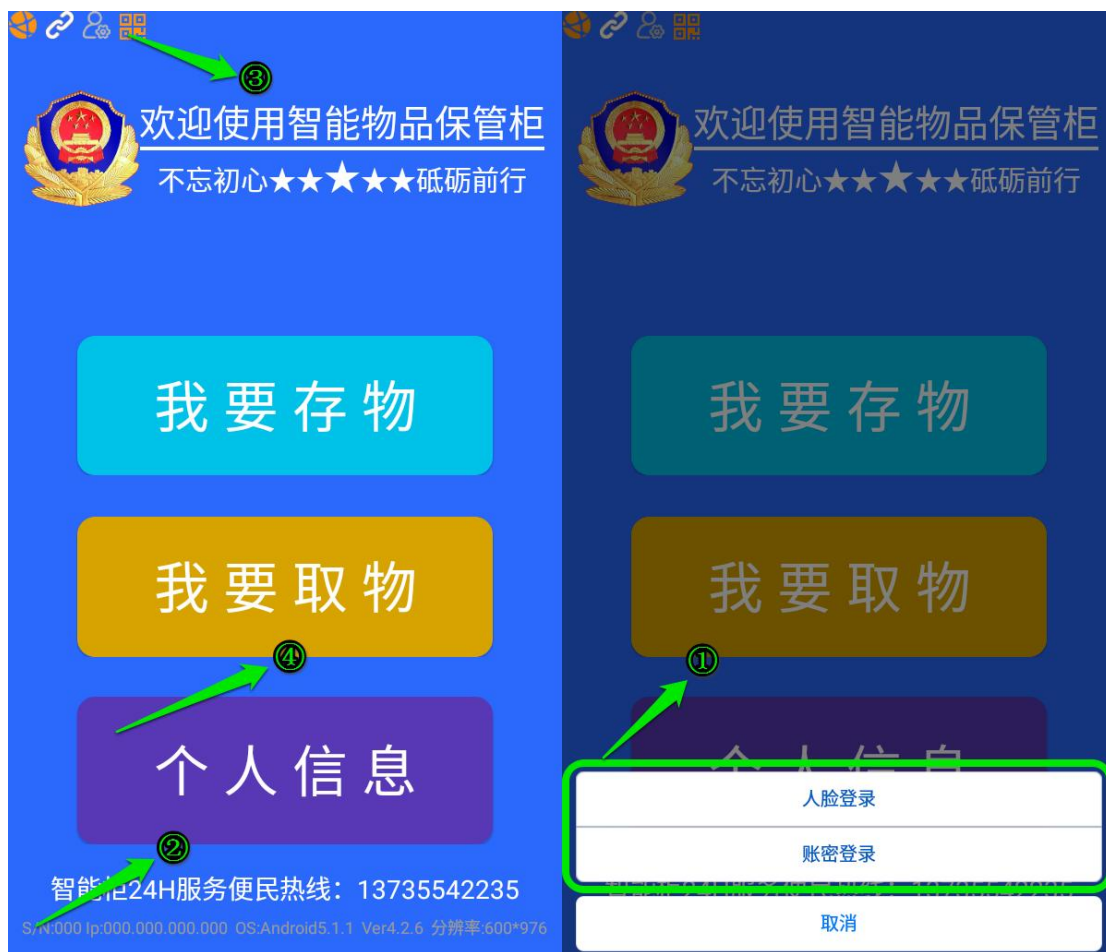 ③
欢迎使用智能物品保管柜
不忘初心★★★★★砥砺前行
我要存物
我要取物
④
个人信息
②
智能柜24H服务便民热线：13735542235
S/N:000 Ip:000.000.000.000 OS:Android5.1.1 Ver4.2.6 分辨率:600*976
欢迎使用智能物品保管柜
不忘初心★★★★★砥砺前行
我要存物
我要取物
①
个人信息
人脸登录
账密登录
取消